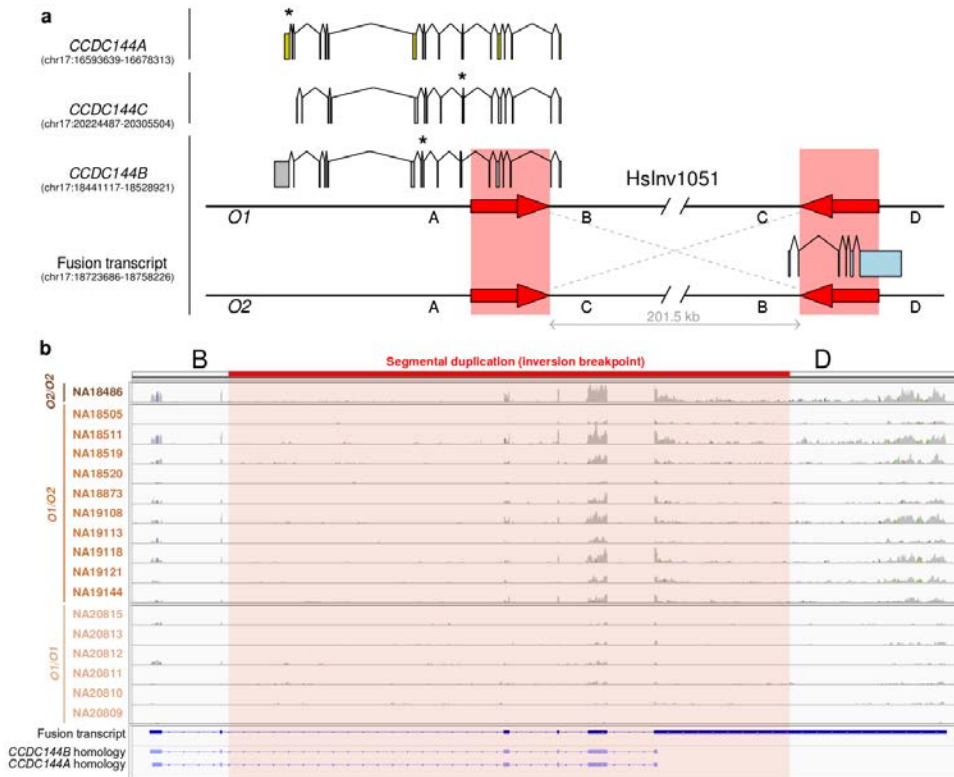 a
*
CCDC144A
(chr17:16593639-16678313)
*
CCDC144C
(chr17:20224487-20305504)
*
CCDC144B
(chr17:18441117-18528921)
HsInv1051
O1
A
B
C
D
Fusion transcript
(chr17:18723686-18758226)
O2
A
C
B
D
201.5 kb
b
B
Segmental duplication (inversion breakpoint)
D
O2/O2
NA18486
O1/O2
NA18505
NA18511
NA18519
NA18520
NA18873
NA19108
NA19113
NA19118
NA19121
NA19144
O1/O1
NA20815
NA20813
NA20812
NA20811
NA20810
NA20809
Fusion transcript
CCDC144B homology
CCDC144A homology